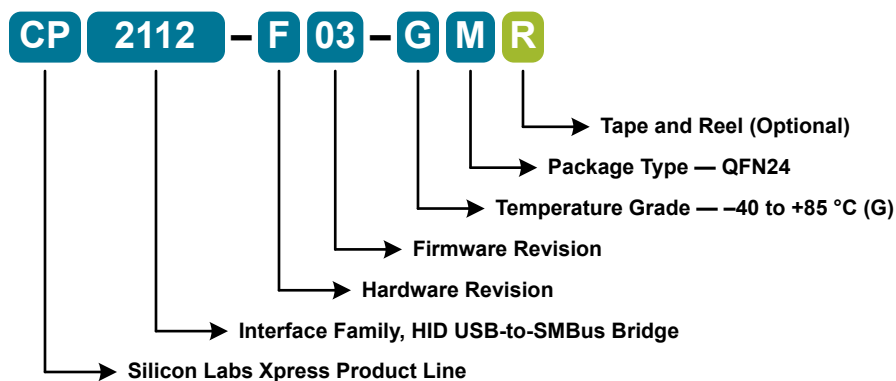 CP 2112 – F 03 – G M R
Tape and Reel (Optional)
Package Type — QFN24
Temperature Grade — –40 to +85 °C (G)
Firmware Revision
Hardware Revision
Interface Family, HID USB-to-SMBus Bridge
Silicon Labs Xpress Product Line